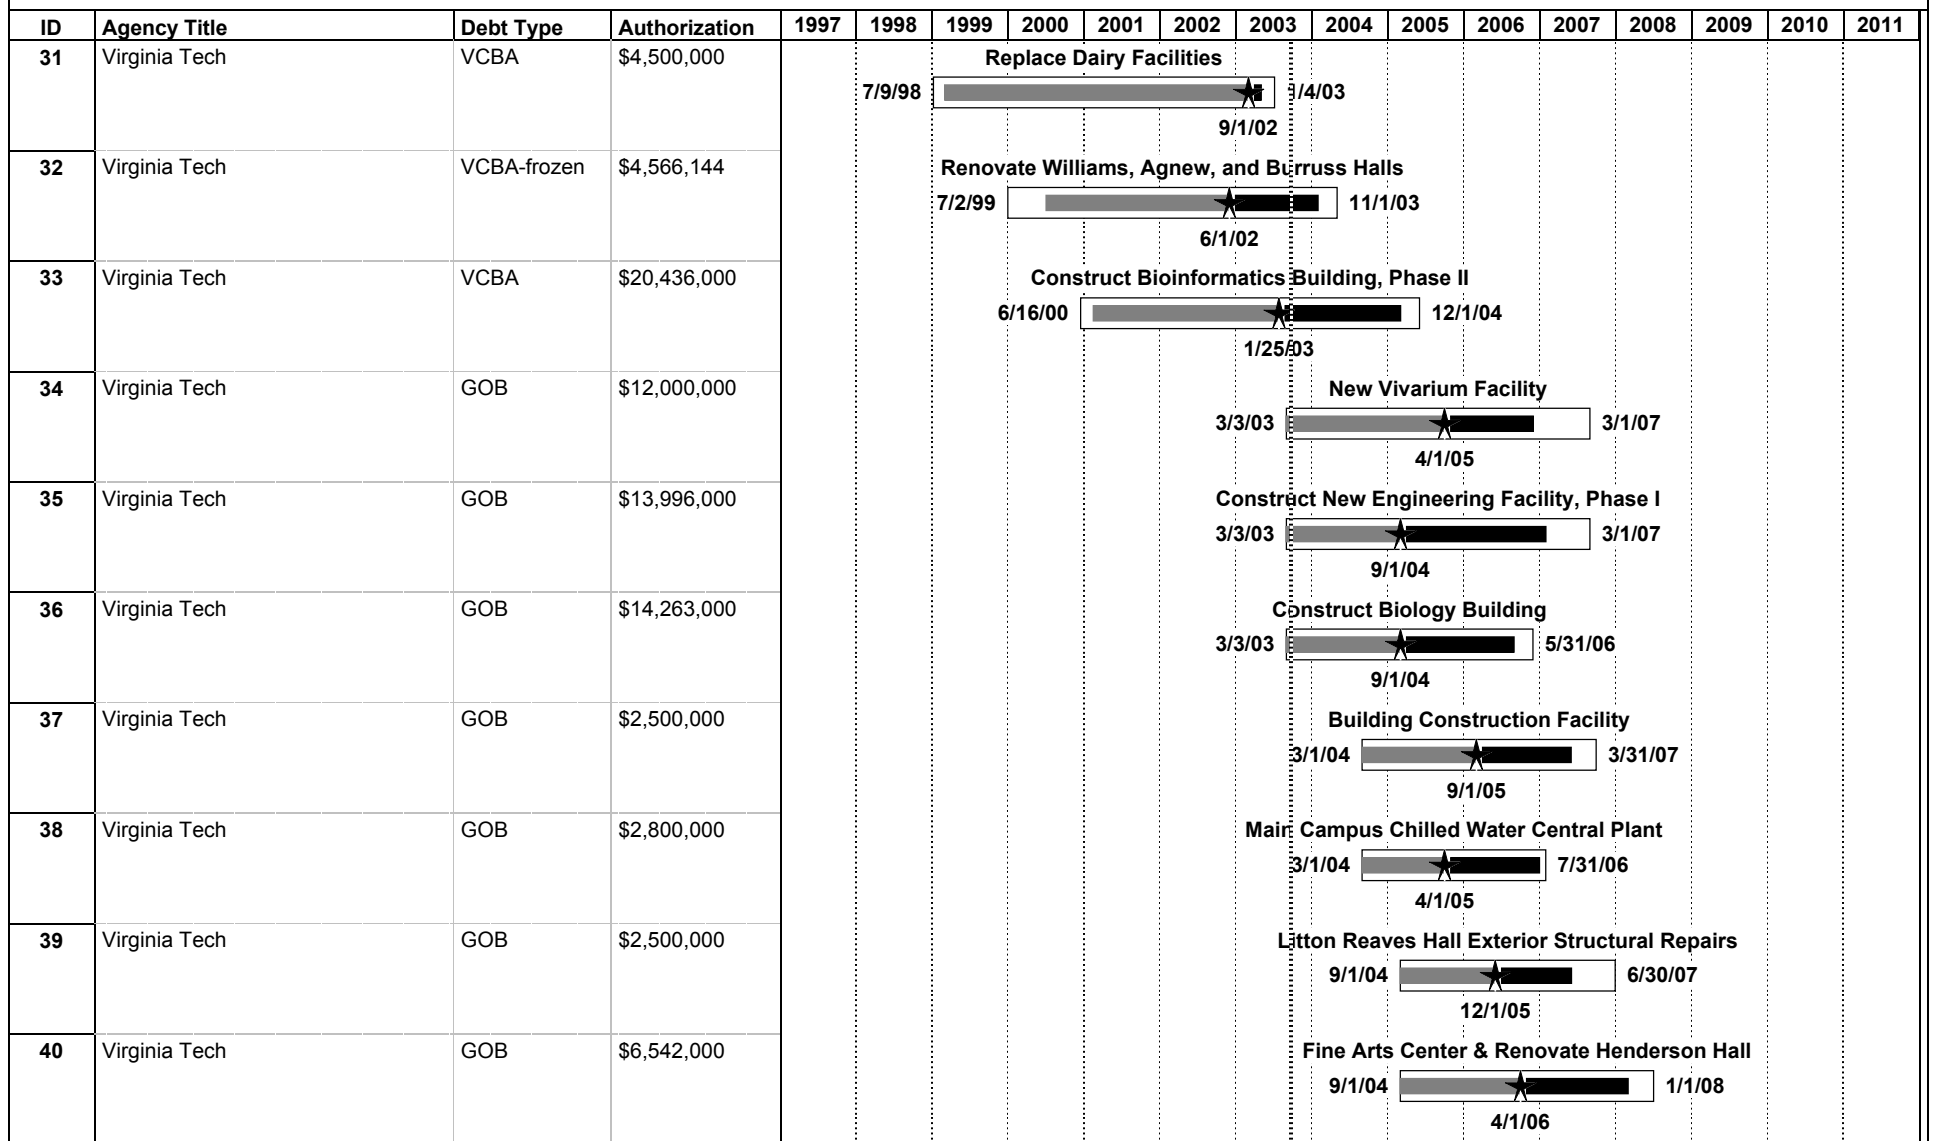 ID Agency Title Debt Type Authorization 1997 1998 1999 2000 2001 2002 2003 2004 2005 2006 2007 2008 2009 2010 2011
31 Virginia Tech VCBA $4,500,000 Replace Dairy Facilities
7/9/98 1/4/03
9/1/02
32 Virginia Tech VCBA-frozen $4,566,144 Renovate Williams, Agnew, and Burruss Halls
7/2/99 11/1/03
6/1/02
33 Virginia Tech VCBA $20,436,000 Construct Bioinformatics Building, Phase II
6/16/00 12/1/04
1/25/03
34 Virginia Tech GOB $12,000,000 New Vivarium Facility
3/3/03 3/1/07
4/1/05
35 Virginia Tech GOB $13,996,000 Construct New Engineering Facility, Phase I
3/3/03 3/1/07
9/1/04
36 Virginia Tech GOB $14,263,000 Construct Biology Building
3/3/03 5/31/06
9/1/04
37 Virginia Tech GOB $2,500,000 Building Construction Facility
3/1/04 3/31/07
9/1/05
38 Virginia Tech GOB $2,800,000 Main Campus Chilled Water Central Plant
3/1/04 7/31/06
4/1/05
39 Virginia Tech GOB $2,500,000 Litton Reaves Hall Exterior Structural Repairs
9/1/04 6/30/07
12/1/05
40 Virginia Tech GOB $6,542,000 Fine Arts Center & Renovate Henderson Hall
9/1/04 1/1/08
4/1/06